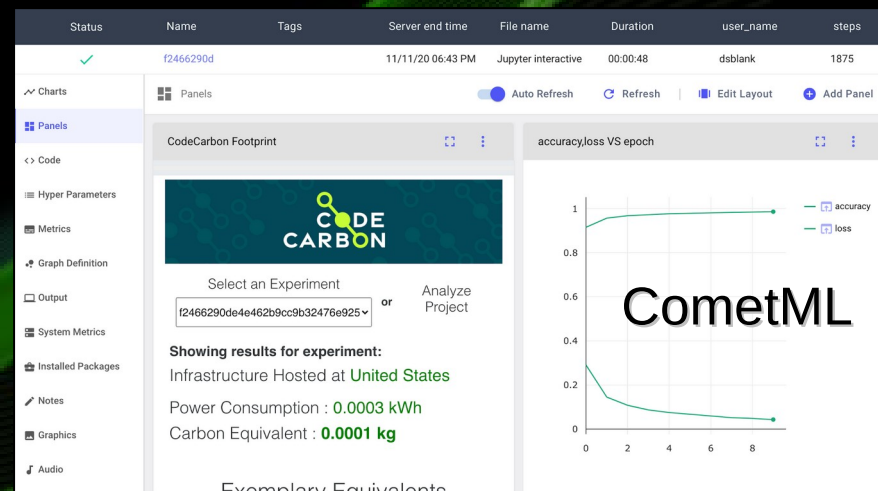 Status Name Tags Server end time File name Duration user_name steps
f2466290d 11/11/20 06:43 PM Jupyter interactive 00:00:48 dsblank 1875
Charts
Panels
Code
Hyper Parameters
Metrics
Graph Definition
Output
System Metrics
Installed Packages
Notes
Graphics
Audio
Panels Auto Refresh Refresh Edit Layout Add Panel
CodeCarbon Footprint
CODE
CARBON
Select an Experiment
f2466290de4e462b9cc9b32476e925
or
Analyze
Project
Showing results for experiment:
Infrastructure Hosted at United States
Power Consumption : 0.0003 kWh
Carbon Equivalent : 0.0001 kg
Exemplary Equivalents
accuracy,loss VS epoch
1
0.8
0.6
0.4
0.2
0
0 2 4 6 8
accuracy
loss
CometML